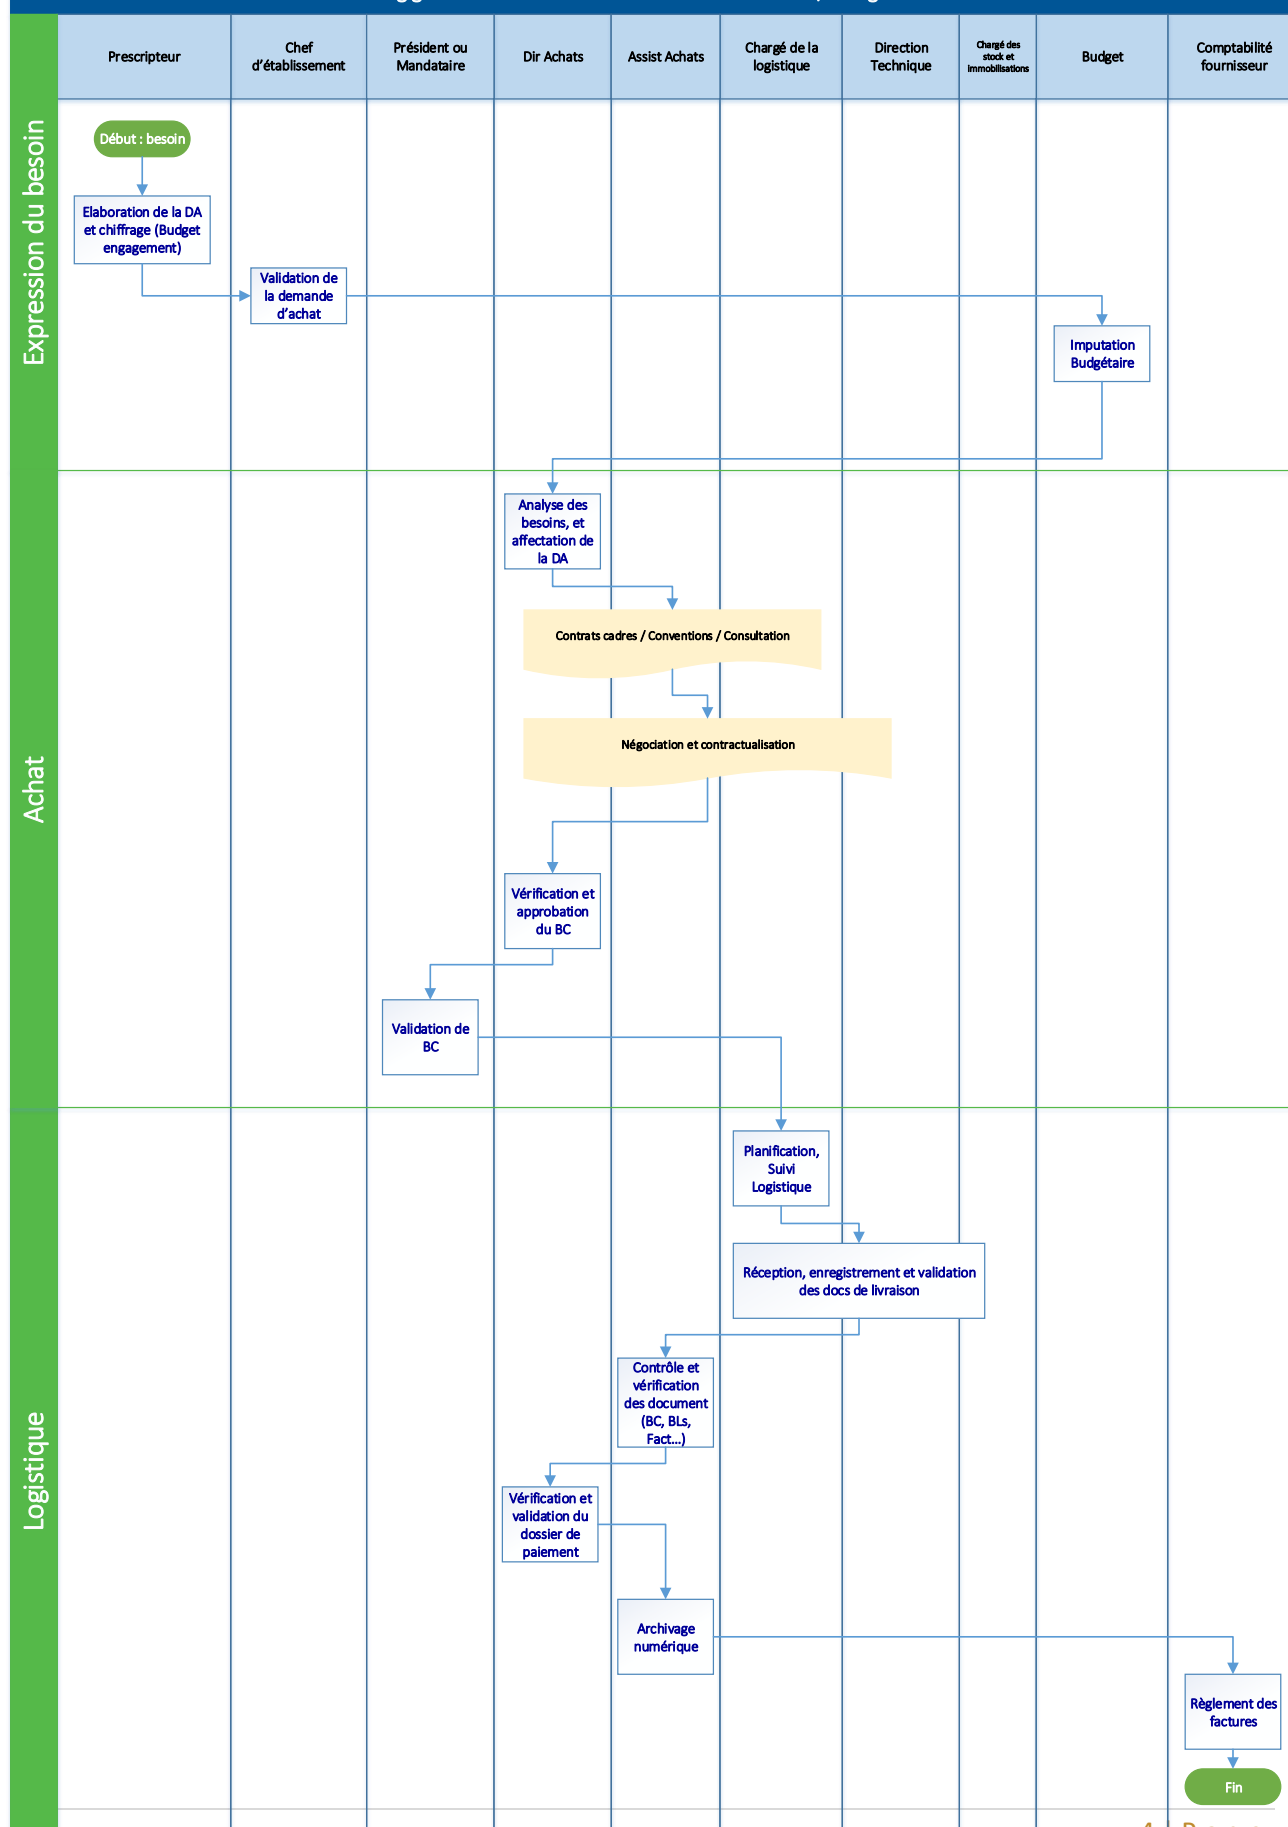 Prescripteur
Chef
d’établissement
Président ou
Mandataire
Dir Achats
Assist Achats
Chargé de la
logistique
Direction
Technique
Chargé des
stock et
immobilisations
Budget
Comptabilité
fournisseur
Expression du besoin
Début : besoin
Elaboration de la DA
et chiffrage (Budget
engagement)
Validation de
la demande
d’achat
Imputation
Budgétaire
Achat
Analyse des
besoins, et
affectation de
la DA
Contrats cadres / Conventions / Consultation
Négociation et contractualisation
Vérification et
approbation
du BC
Validation de
BC
Logistique
Planification,
Suivi
Logistique
Réception, enregistrement et validation
des docs de livraison
Contrôle et
vérification
des document
(BC, BLs,
Fact...)
Vérification et
validation du
dossier de
paiement
Archivage
numérique
Règlement des
factures
Fin